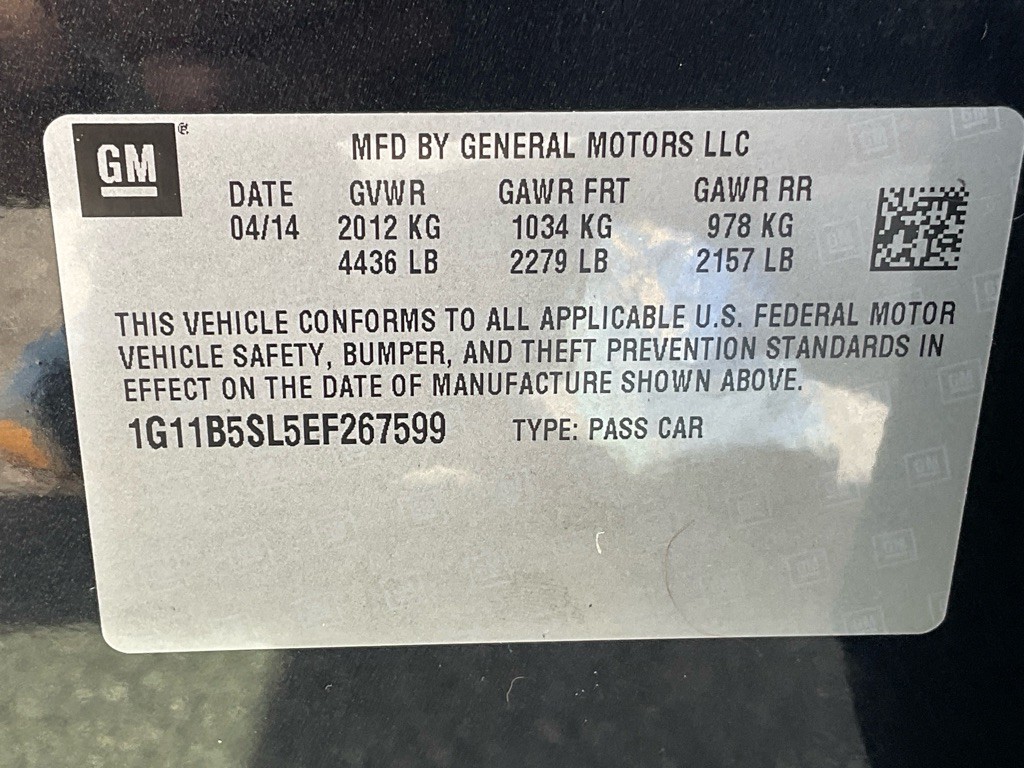 GM
MFD BY GENERAL MOTORS LLC
DATE GVWR GAWR FRT GAWR RR
04/14 2012 KG 1034 KG 978 KG
4436 LB 2279 LB 2157 LB
THIS VEHICLE CONFORMS TO ALL APPLICABLE U.S. FEDERAL MOTOR
VEHICLE SAFETY, BUMPER, AND THEFT PREVENTION STANDARDS IN
EFFECT ON THE DATE OF MANUFACTURE SHOWN ABOVE.
1G11B5SL5EF267599 TYPE: PASS CAR